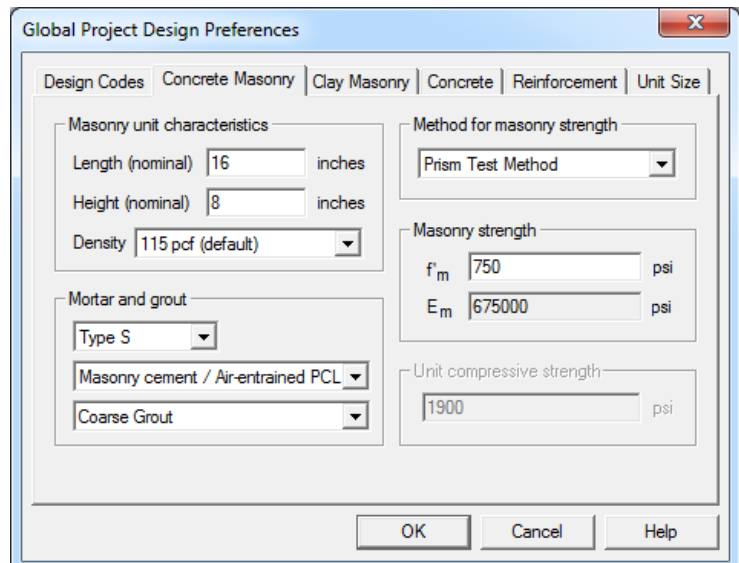 Global Project Design Preferences
x
Design Codes Concrete Masonry Clay Masonry Concrete Reinforcement Unit Size
Masonry unit characteristics
Length (nominal) 16 inches
Height (nominal) 8 inches
Density 115 pcf (default)
Mortar and grout
Type S
Masonry cement / Air-entrained PCL
Coarse Grout
Method for masonry strength
Prism Test Method
Masonry strength
f'm 750 psi
Em 675000 psi
Unit compressive strength
1900 psi
OK Cancel Help